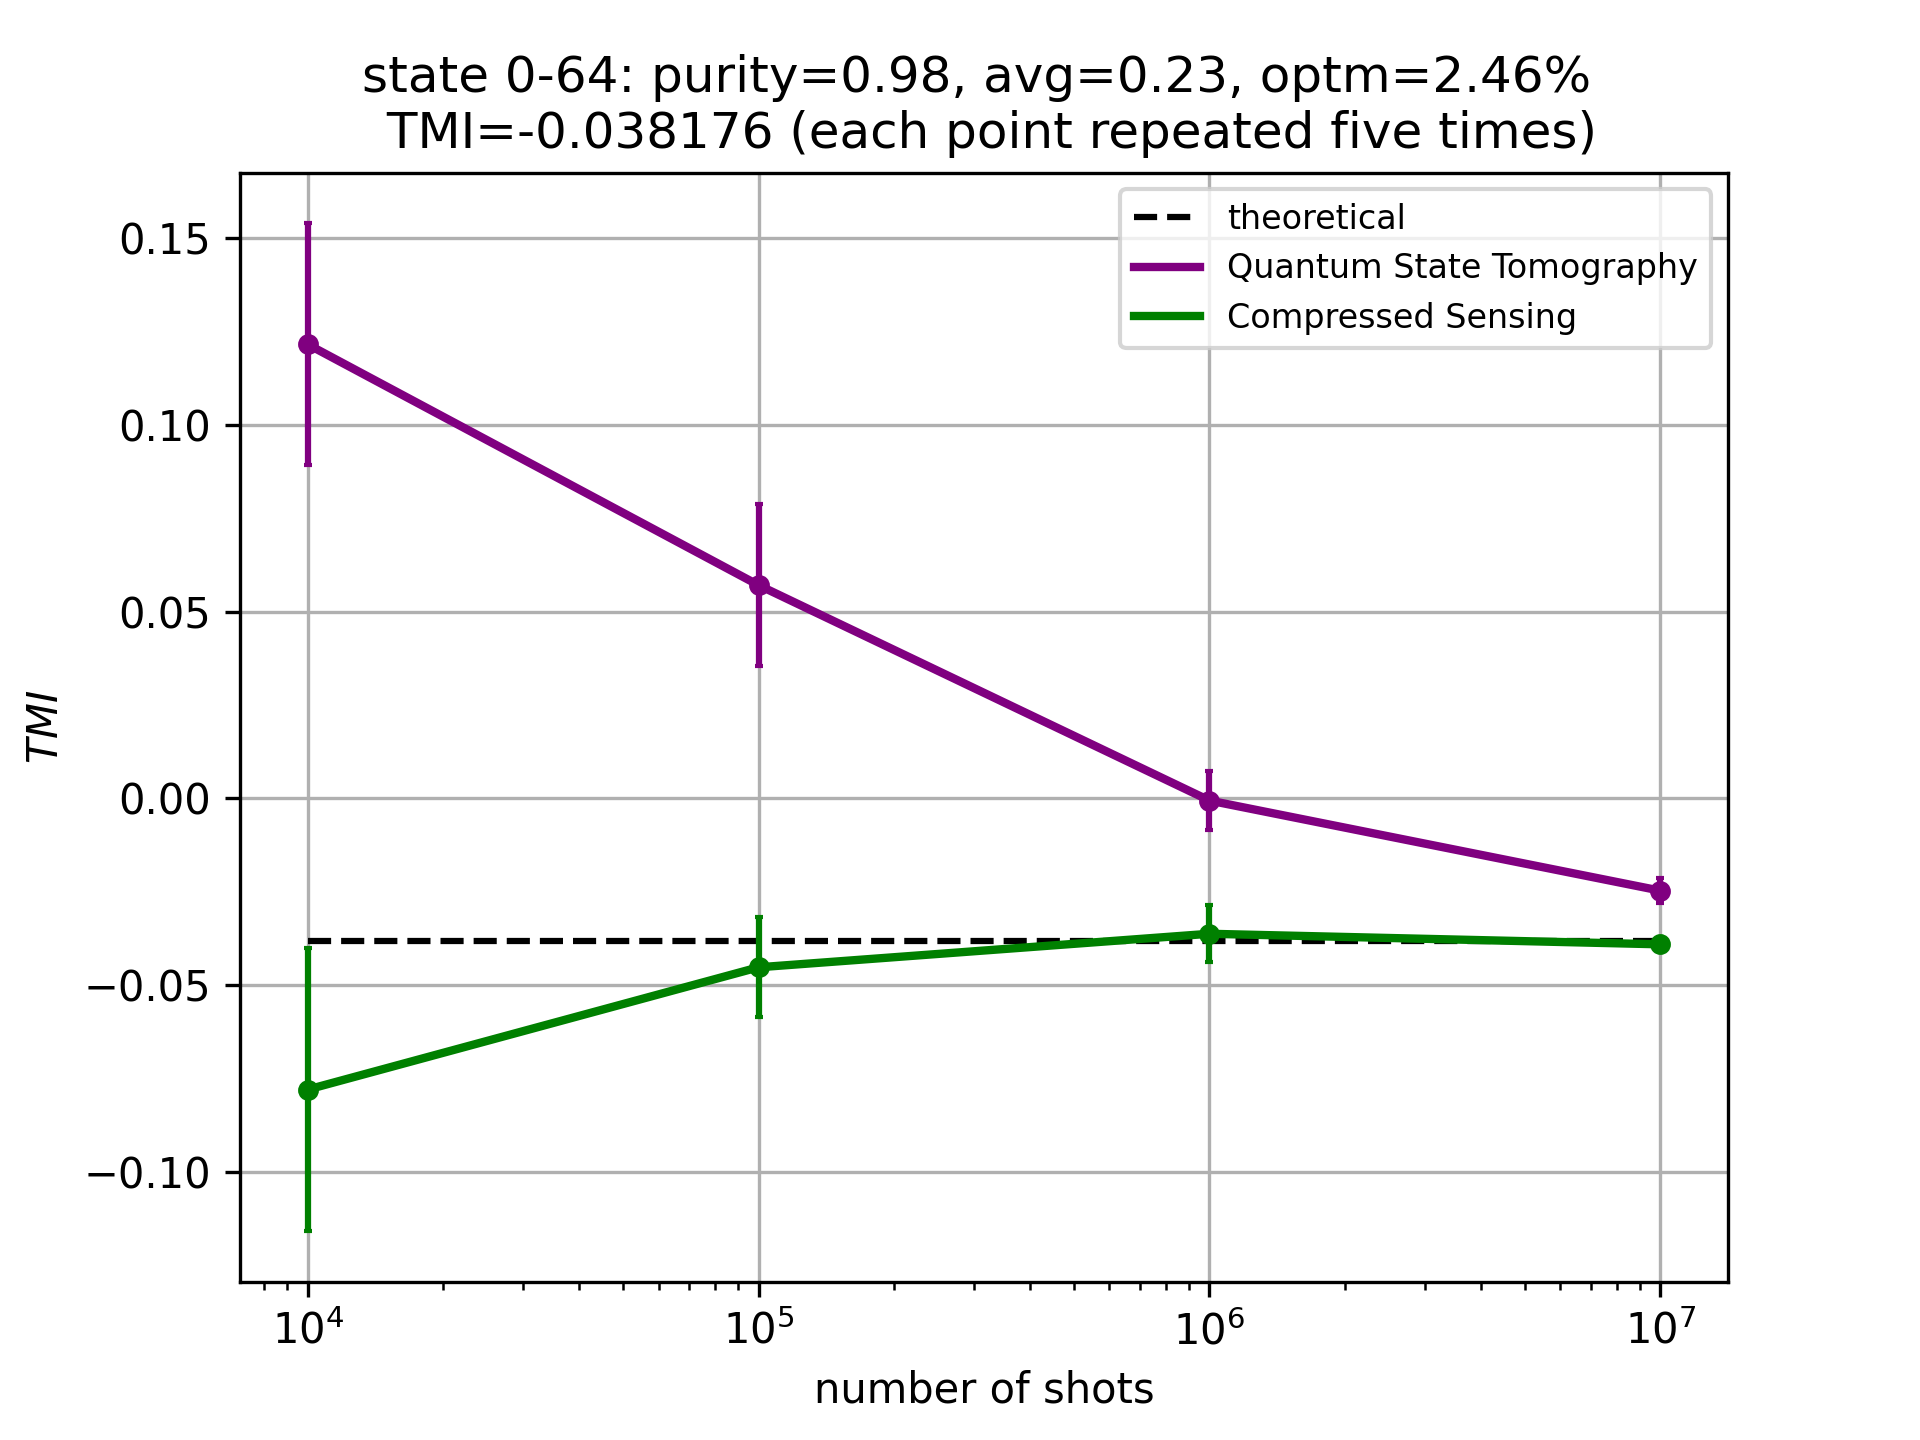 state 0-64: purity=0.98, avg=0.23, optm=2.46%
TMI=-0.038176 (each point repeated five times)
theoretical
Quantum State Tomography
Compressed Sensing
TMI
0.15
0.10
0.05
0.00
−0.05
−0.10
10⁴ 10⁵ 10⁶ 10⁷
number of shots